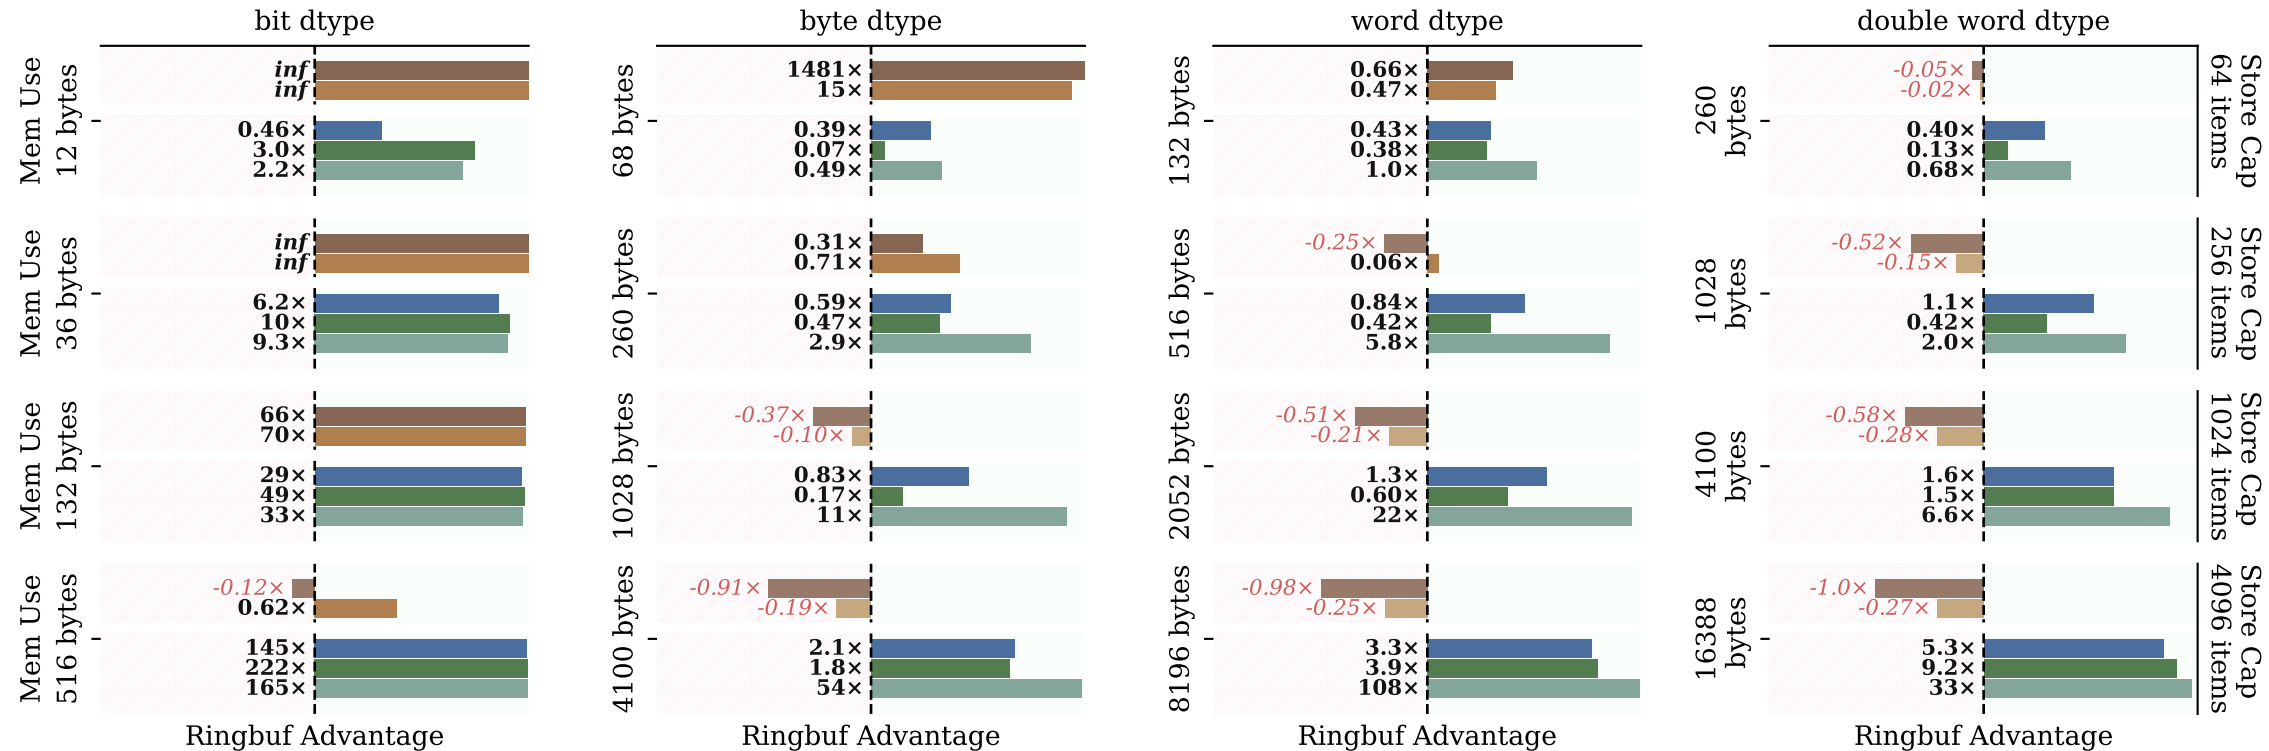 bit dtype
byte dtype
word dtype
double word dtype
Mem Use
12 bytes
inf
inf
0.46×
3.0×
2.2×
68 bytes
1481×
15×
0.39×
0.07×
0.49×
132 bytes
0.66×
0.47×
0.43×
0.38×
1.0×
260
bytes
-0.05×
-0.02×
0.40×
0.13×
0.68×
Store Cap
64 items
Mem Use
36 bytes
inf
inf
6.2×
10×
9.3×
260 bytes
0.31×
0.71×
0.59×
0.47×
2.9×
516 bytes
-0.25×
0.06×
0.84×
0.42×
5.8×
1028
bytes
-0.52×
-0.15×
1.1×
0.42×
2.0×
Store Cap
256 items
Mem Use
132 bytes
66×
70×
29×
49×
33×
1028 bytes
-0.37×
-0.10×
0.83×
0.17×
11×
2052 bytes
-0.51×
-0.21×
1.3×
0.60×
22×
4100
bytes
-0.58×
-0.28×
1.6×
1.5×
6.6×
Store Cap
1024 items
Mem Use
516 bytes
-0.12×
0.62×
145×
222×
165×
4100 bytes
-0.91×
-0.19×
2.1×
1.8×
54×
8196 bytes
-0.98×
-0.25×
3.3×
3.9×
108×
16388
bytes
-1.0×
-0.27×
5.3×
9.2×
33×
Store Cap
4096 items
Ringbuf Advantage
Ringbuf Advantage
Ringbuf Advantage
Ringbuf Advantage